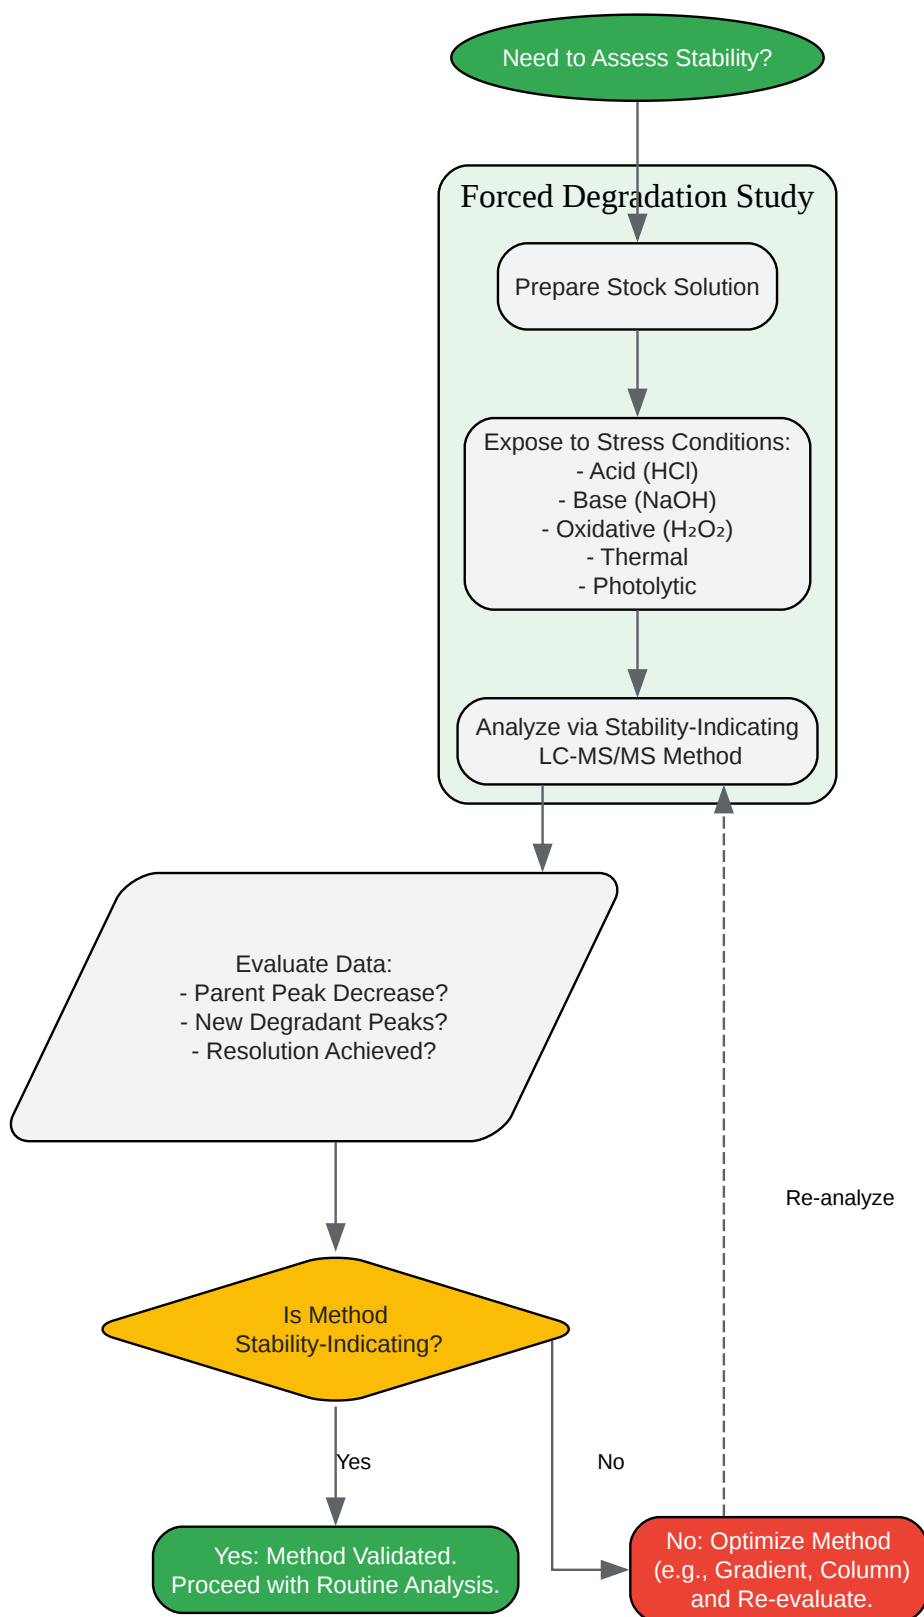 Need to Assess Stability?
Forced Degradation Study
Prepare Stock Solution
Expose to Stress Conditions:
- Acid (HCl)
- Base (NaOH)
- Oxidative (H₂O₂)
- Thermal
- Photolytic
Analyze via Stability-Indicating
LC-MS/MS Method
Evaluate Data:
- Parent Peak Decrease?
- New Degradant Peaks?
- Resolution Achieved?
Re-analyze
Is Method
Stability-Indicating?
Yes
No
Yes: Method Validated.
Proceed with Routine Analysis.
No: Optimize Method
(e.g., Gradient, Column)
and Re-evaluate.